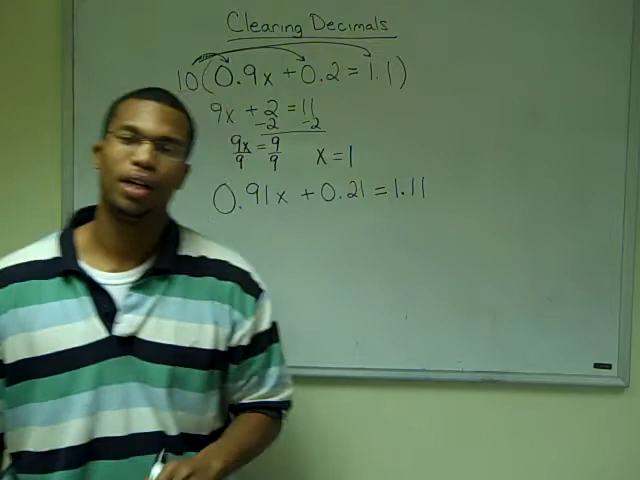 Clearing Decimals
10(0.9x + 0.2 = 1.1)
9x + 2 = 11
-2 -2
9x/9 = 9/9 x = 1
0.91x + 0.21 = 1.11